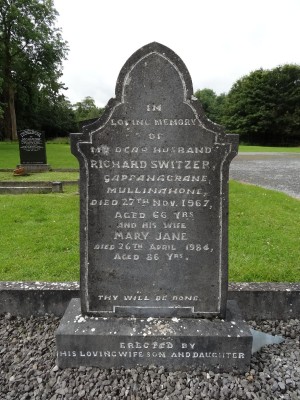 IN
LOVING MEMORY
OF
MY DEAR HUSBAND
RICHARD SWITZER
GAPPAGHGRANE,
MULLINAHONE,
DIED 27TH NOV. 1967,
AGED 66 YRS
AND HIS WIFE
MARY JANE
DIED 26TH APRIL 1984,
AGED 86 YRS.
THY WILL BE DONE.
ERECTED BY
HIS LOVING WIFE SON AND DAUGHTER